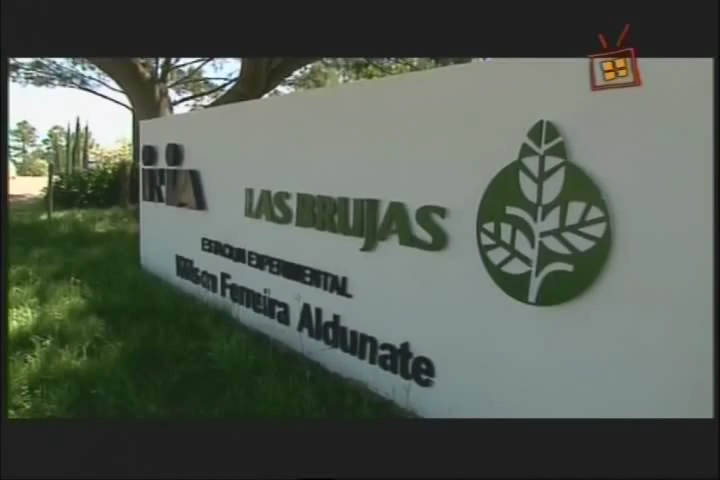 INIA
LAS BRUJAS
ESTACION EXPERIMENTAL
Wilson Ferreira Aldunate